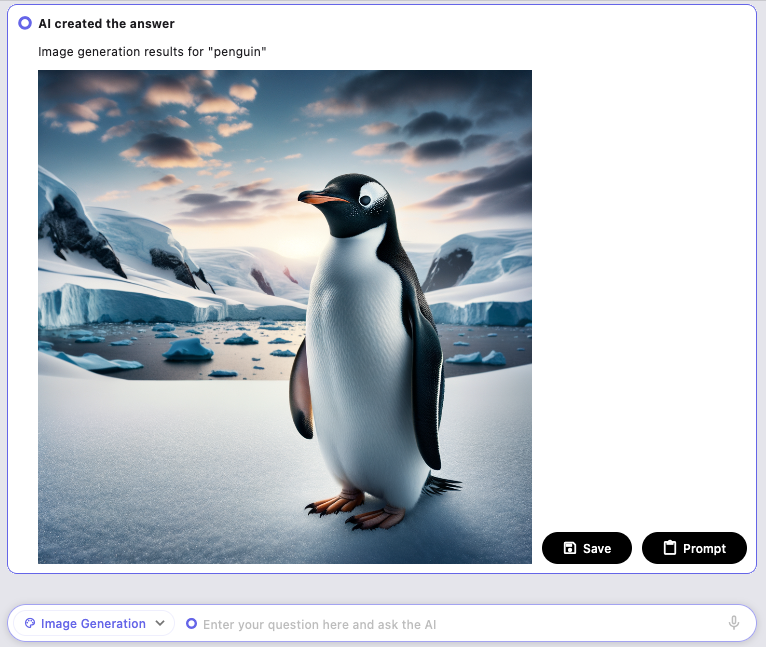 AI created the answer
Image generation results for "penguin"
Save
Prompt
Image Generation
Enter your question here and ask the AI